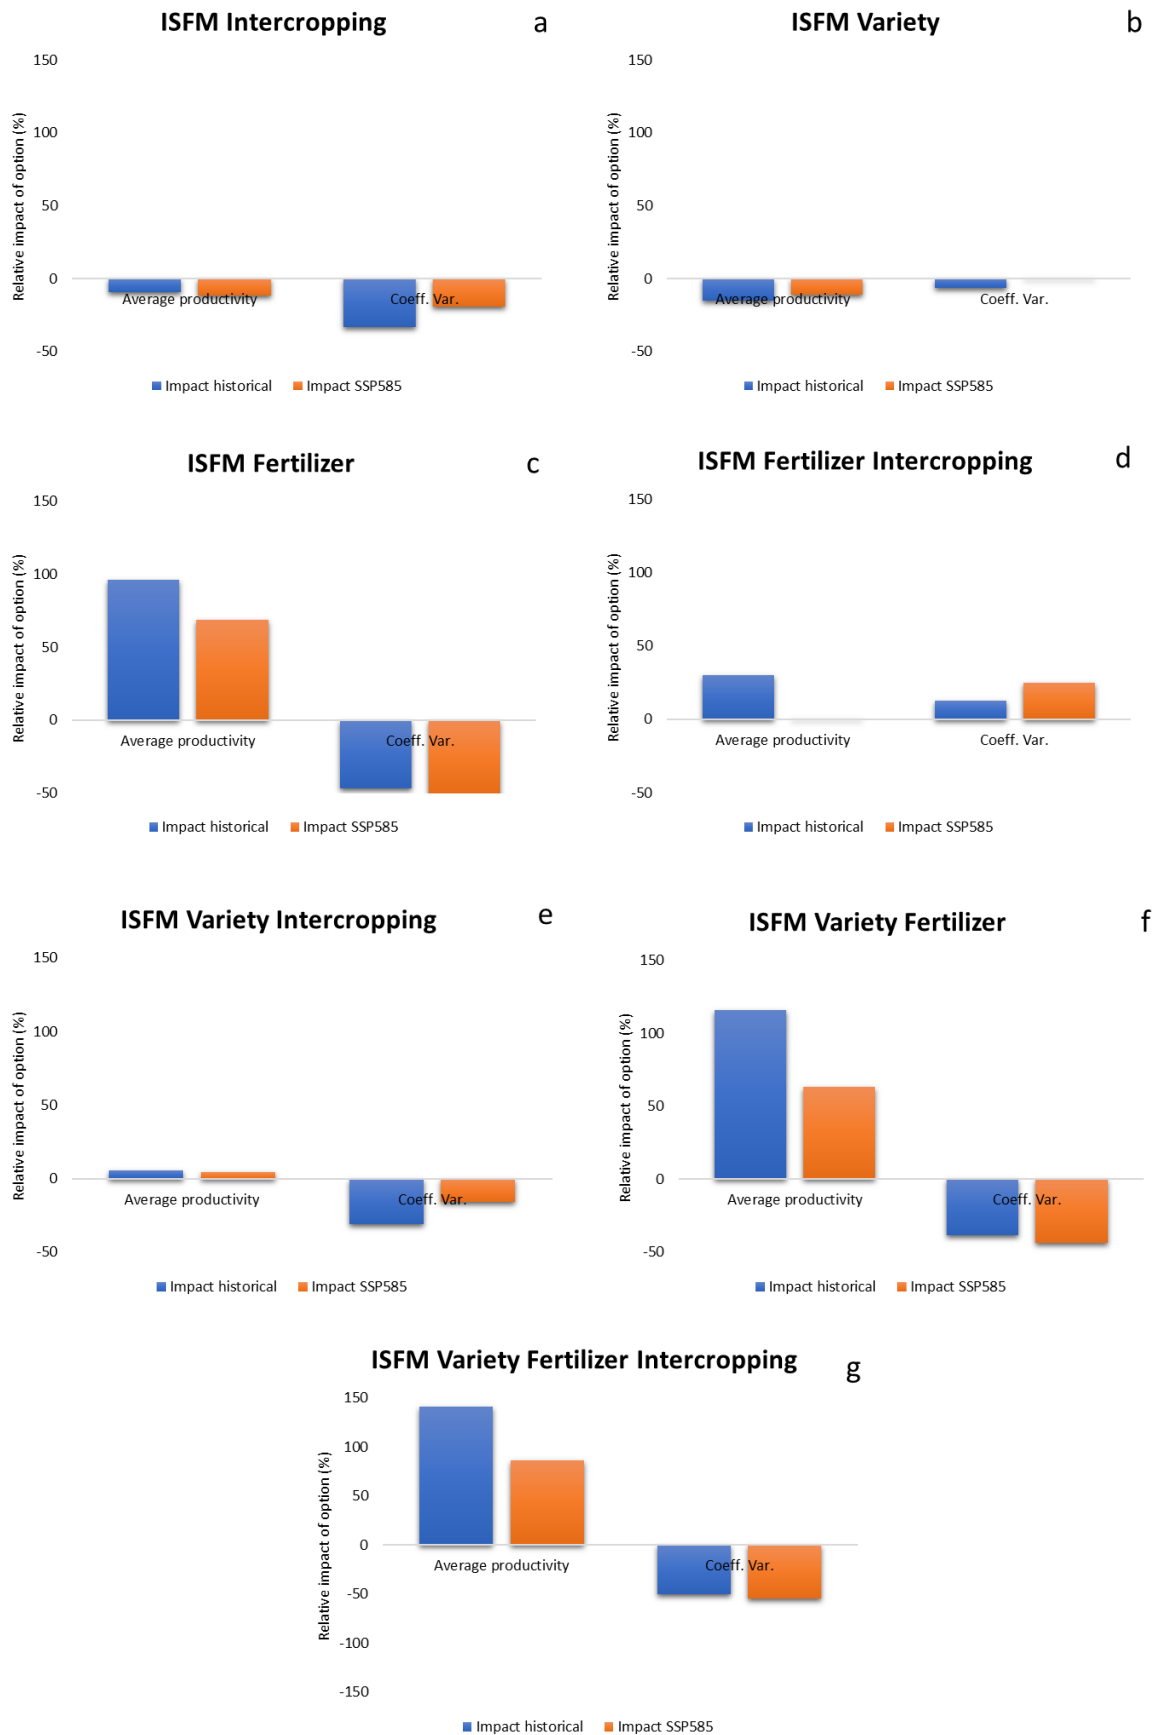 ISFM Intercropping
a
Relative impact of option (%)
150
100
50
0
-50
Average productivity
Coeff. Var.
Impact historical
Impact SSP585
ISFM Variety
b
Relative impact of option (%)
150
100
50
0
-50
Average productivity
Coeff. Var.
Impact historical
Impact SSP585
ISFM Fertilizer
c
Relative impact of option (%)
150
100
50
0
-50
Average productivity
Coeff. Var.
Impact historical
Impact SSP585
ISFM Fertilizer Intercropping
d
Relative impact of option (%)
150
100
50
0
-50
Average productivity
Coeff. Var.
Impact historical
Impact SSP585
ISFM Variety Intercropping
e
Relative impact of option (%)
150
100
50
0
-50
Average productivity
Coeff. Var.
Impact historical
Impact SSP585
ISFM Variety Fertilizer
f
Relative impact of option (%)
150
100
50
0
-50
Average productivity
Coeff. Var.
Impact historical
Impact SSP585
ISFM Variety Fertilizer Intercropping
g
Relative impact of option (%)
150
100
50
0
-50
-100
-150
Average productivity
Coeff. Var.
Impact historical
Impact SSP585